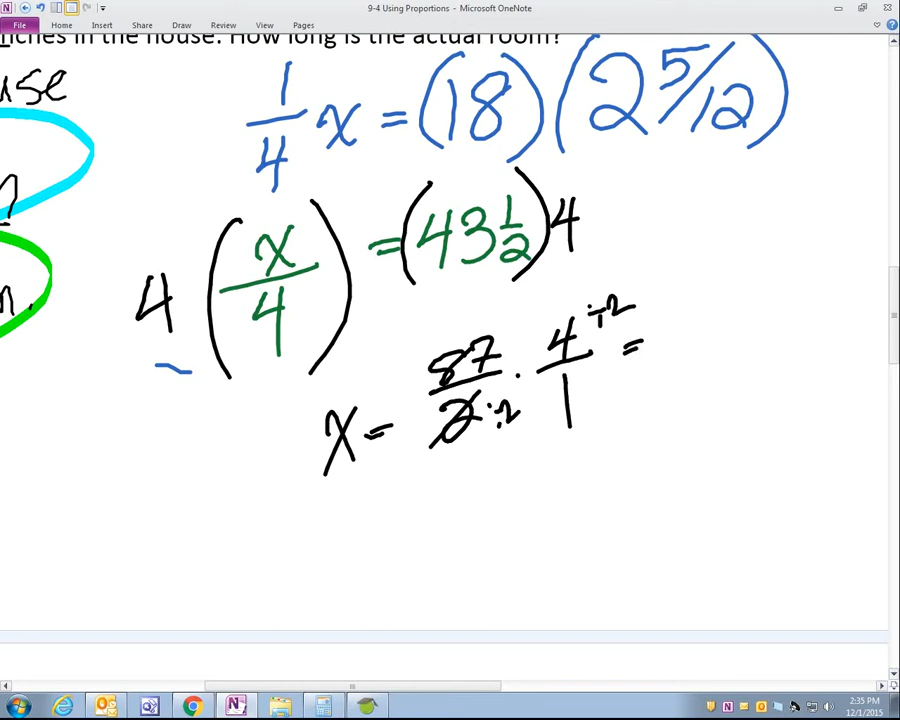 9-4 Using Proportions - Microsoft OneNote
File Home Insert Draw Share Review View Pages
nches in the house. How long is the actual room?
use
1/4 x = (18)(2 5/12)
4(x/4) = (43 1/2)4
n.
x = 87/2 ÷2 · 4/1 ÷2 =
2:35 PM
12/1/2015